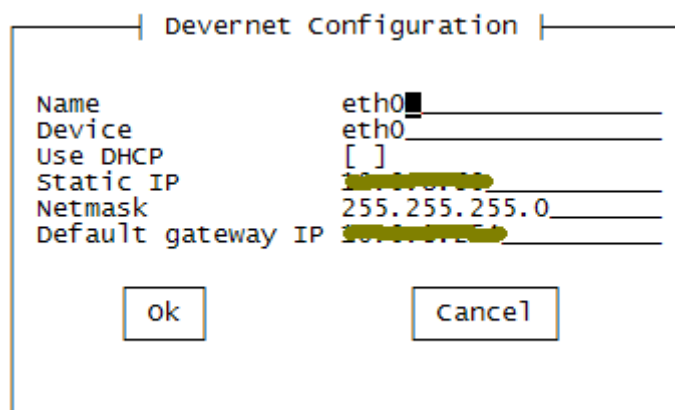 Devernet Configuration
Name eth0
Device eth0
Use DHCP [ ]
Static IP
Netmask 255.255.255.0
Default gateway IP
Ok Cancel